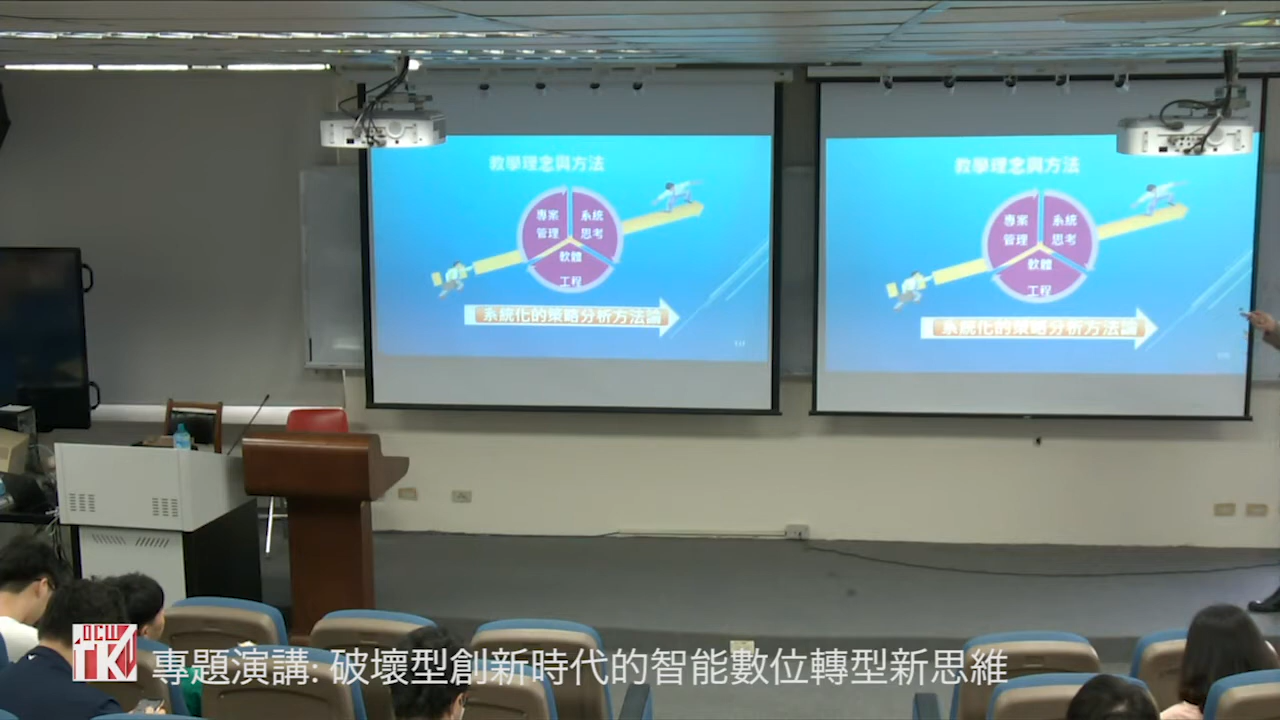 教學理念與方法
專案
管理
系統
思考
軟體
工程
系統化的策略分析方法論
教學理念與方法
專案
管理
系統
思考
軟體
工程
系統化的策略分析方法論
OCW
TKU
專題演講: 破壞型創新時代的智能數位轉型新思維